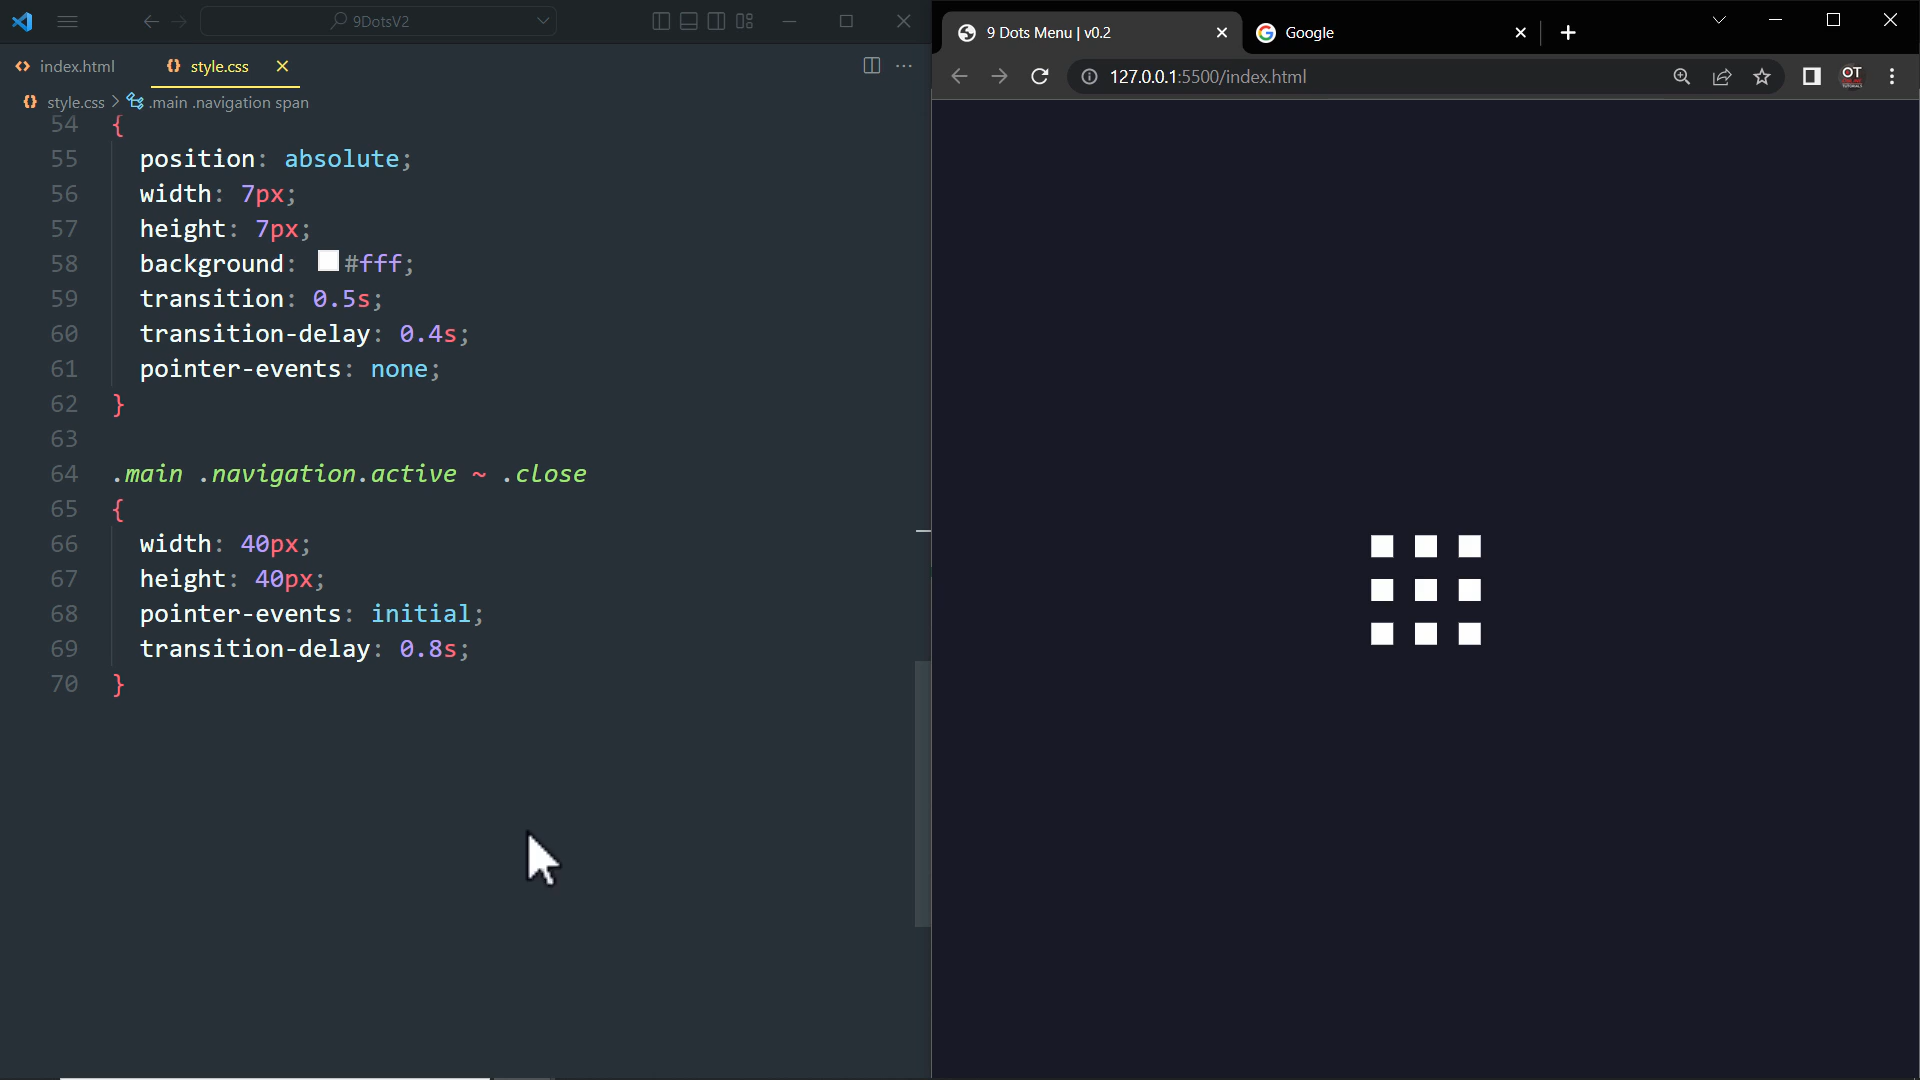 9DotsV2
index.html
style.css
style.css > .main .navigation span
54 {
55 position: absolute;
56 width: 7px;
57 height: 7px;
58 background: #fff;
59 transition: 0.5s;
60 transition-delay: 0.4s;
61 pointer-events: none;
62 }
63
64 .main .navigation.active ~ .close
65 {
66 width: 40px;
67 height: 40px;
68 pointer-events: initial;
69 transition-delay: 0.8s;
70 }
9 Dots Menu | v0.2
Google
127.0.0.1:5500/index.html
OT